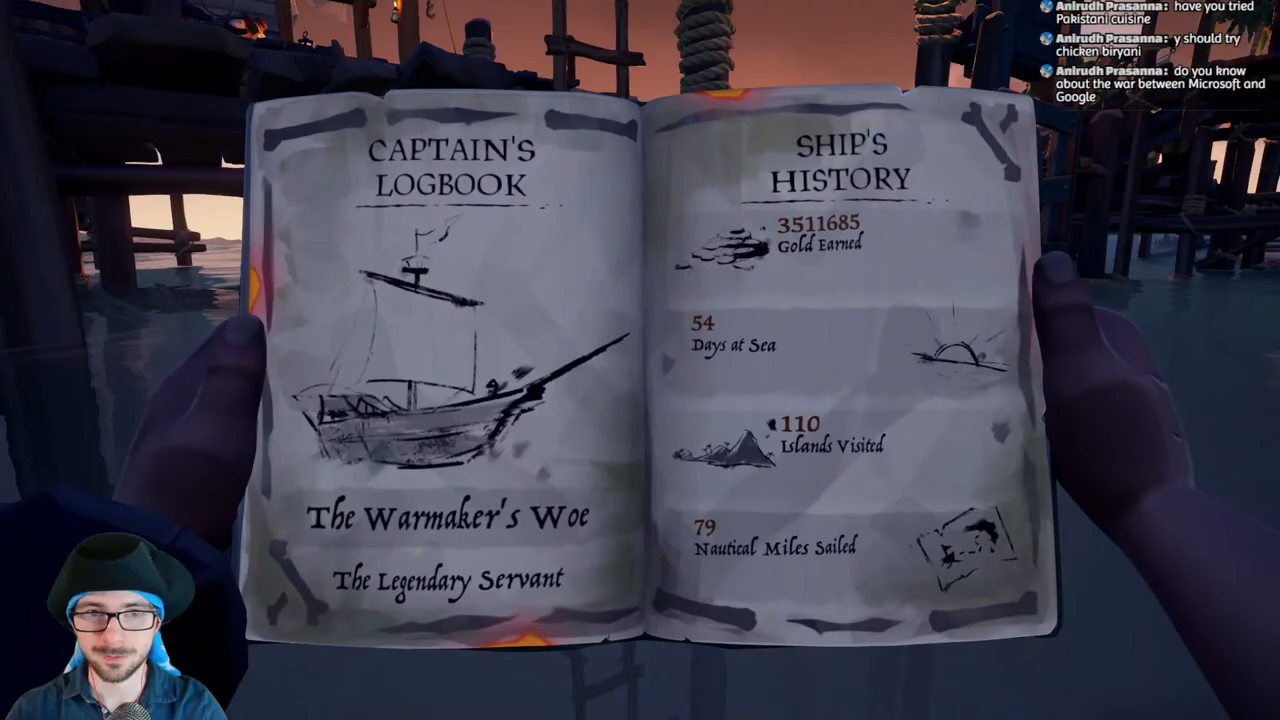 Anirudh Prasanna: have you tried
Pakistani cuisine
Anirudh Prasanna: y should try
chicken biryani
Anirudh Prasanna: do you know
about the war between Microsoft and
Google
CAPTAIN'S
LOGBOOK
The Warmaker's Woe
The Legendary Servant
SHIP'S
HISTORY
3511685
Gold Earned
54
Days at Sea
110
Islands Visited
79
Nautical Miles Sailed